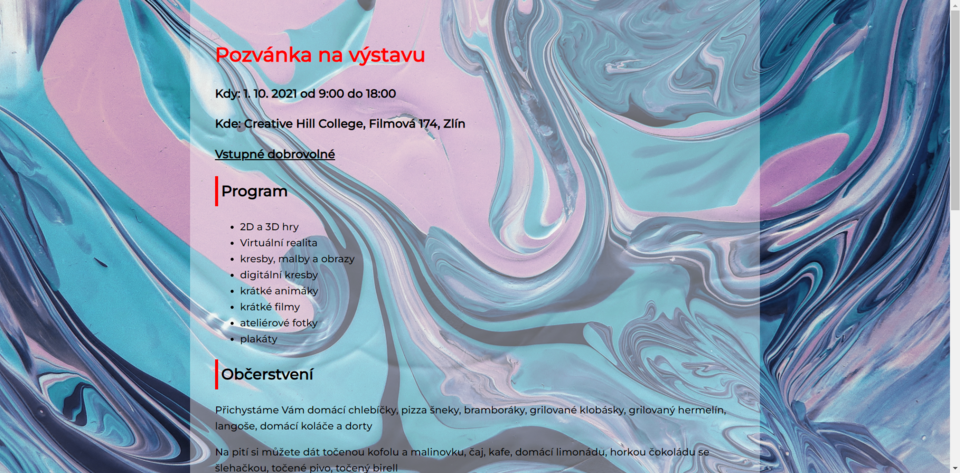 Pozvánka na výstavu
Kdy: 1. 10. 2021 od 9:00 do 18:00
Kde: Creative Hill College, Filmová 174, Zlín
Vstupné dobrovolné
Program
2D a 3D hry
Virtuální realita
kresby, malby a obrazy
digitální kresby
krátké animáky
krátké filmy
ateliérové fotky
plakáty
Občerstvení
Přichystáme Vám domácí chlebíčky, pizza šneky, bramboráky, grilované klobásky, grilovaný hermelín,
langoše, domácí koláče a dorty
Na pití si můžete dát točenou kofolu a malinovku, čaj, kafe, domácí limonádu, horkou čokoládu se
šlehačkou, točené pivo, točený birell